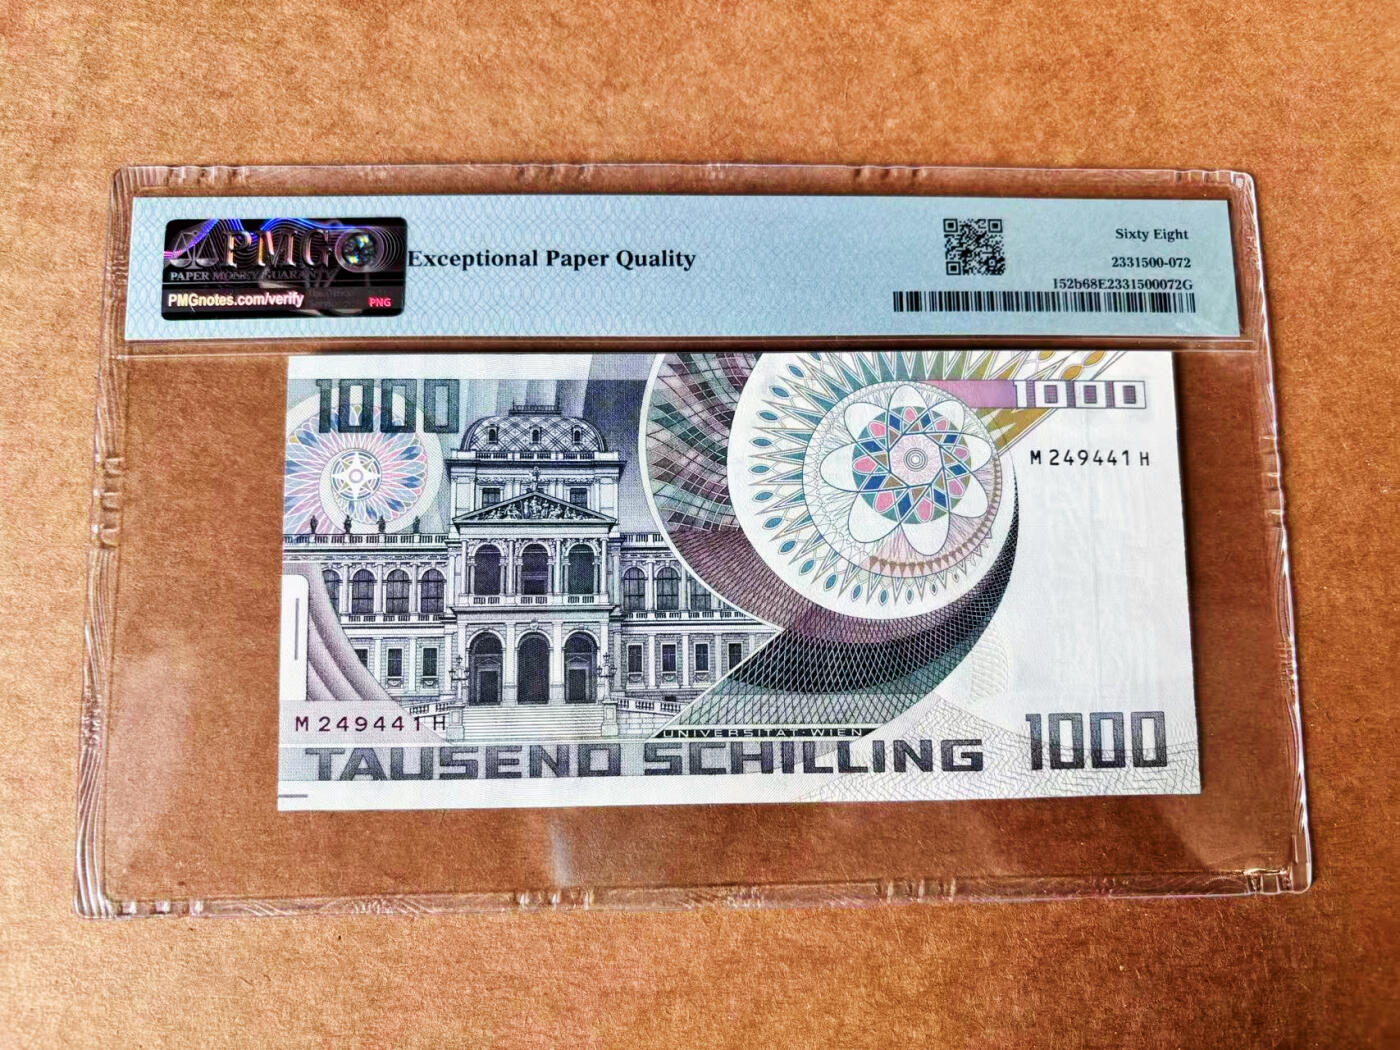 PMG
PAPER MONEY GUARANTY
PMGnotes.com/verify
PNG
Exceptional Paper Quality
Sixty Eight
2331500-072
152b68E2331500072G
1000
1000
M 249441 H
M 249441 H
UNIVERSITÄT·WIEN
TAUSEND SCHILLING
1000